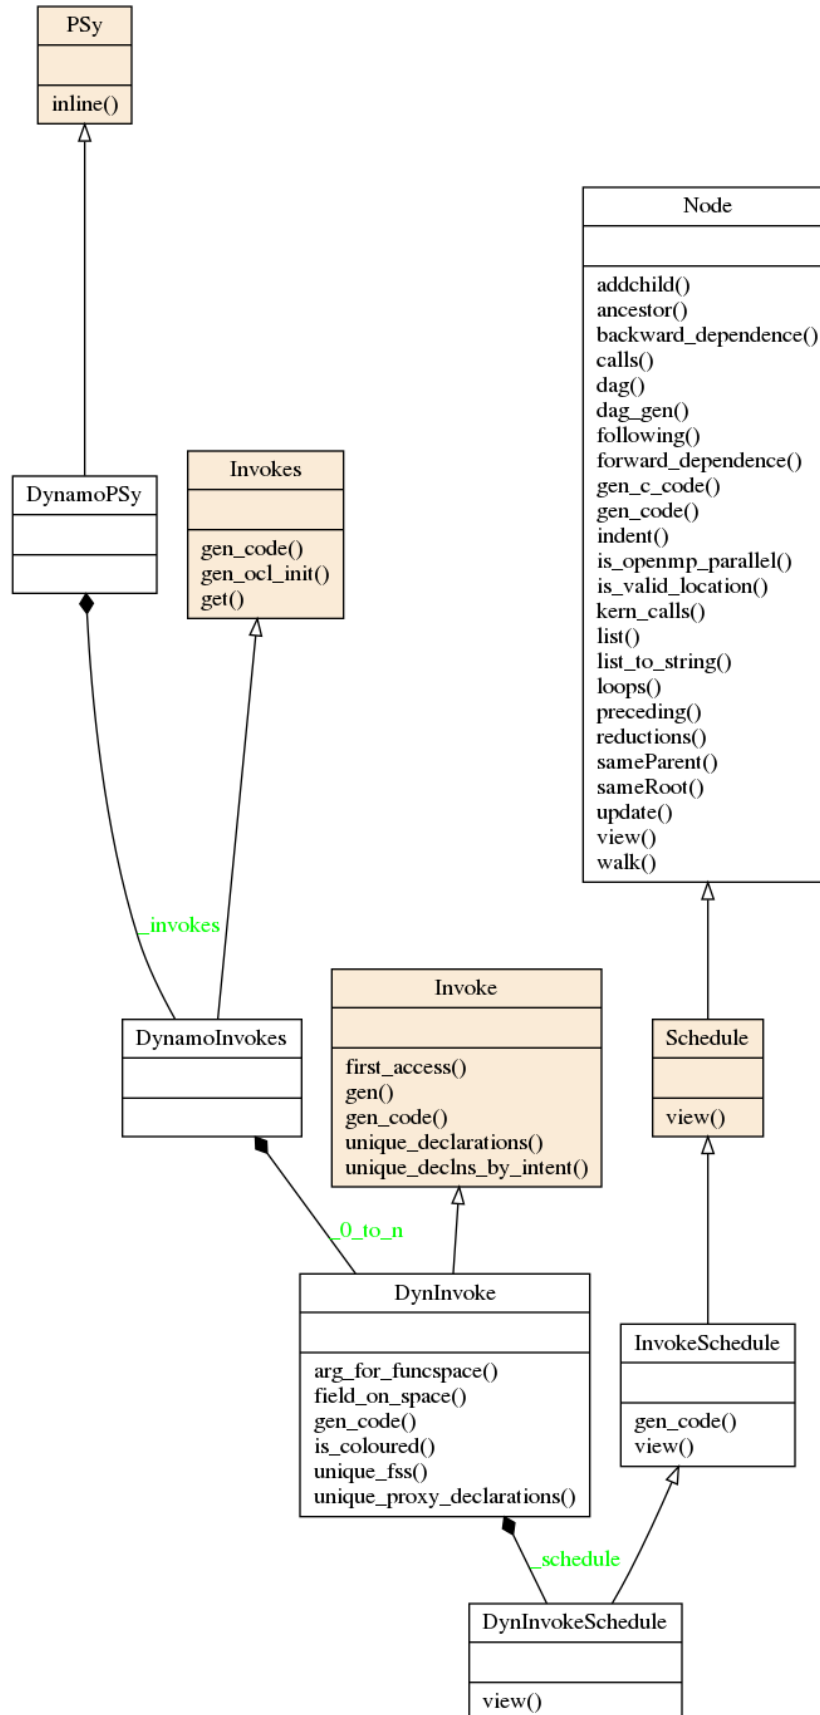 PSy
inline()
Node
addchild()
ancestor()
backward_dependence()
calls()
dag()
dag_gen()
following()
forward_dependence()
gen_c_code()
gen_code()
indent()
is_openmp_parallel()
is_valid_location()
kern_calls()
list()
list_to_string()
loops()
preceding()
reductions()
sameParent()
sameRoot()
update()
view()
walk()
DynamoPSy
Invokes
gen_code()
gen_ocl_init()
get()
_invokes
DynamoInvokes
Invoke
first_access()
gen()
gen_code()
unique_declarations()
unique_declns_by_intent()
Schedule
view()
_0_to_n
DynInvoke
arg_for_funcspace()
field_on_space()
gen_code()
is_coloured()
unique_fss()
unique_proxy_declarations()
InvokeSchedule
gen_code()
view()
_schedule
DynInvokeSchedule
view()